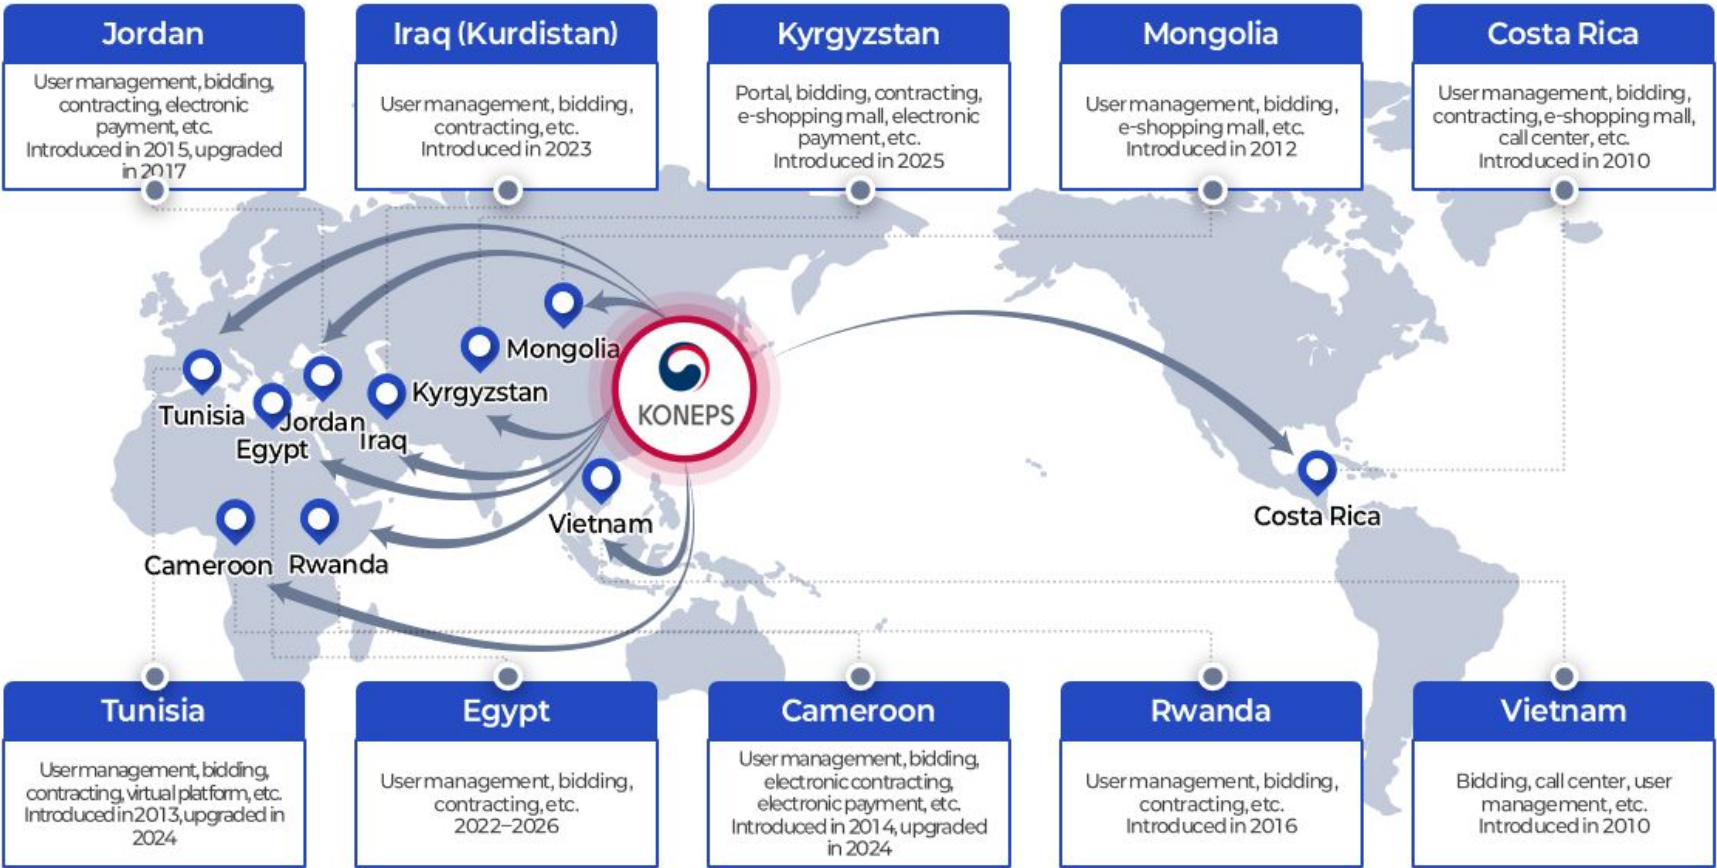 Jordan
User management, bidding,
contracting, electronic
payment, etc.
Introduced in 2015, upgraded
in 2017
Iraq (Kurdistan)
User management, bidding,
contracting, etc.
Introduced in 2023
Kyrgyzstan
Portal, bidding, contracting,
e-shopping mall, electronic
payment, etc.
Introduced in 2025
Mongolia
User management, bidding,
e-shopping mall, etc.
Introduced in 2012
Costa Rica
User management, bidding,
contracting, e-shopping mall,
call center, etc.
Introduced in 2010
Mongolia
Kyrgyzstan
KONEPS
Tunisia
Jordan
Iraq
Egypt
Vietnam
Costa Rica
Cameroon
Rwanda
Tunisia
User management, bidding,
contracting, virtual platform, etc.
Introduced in 2013, upgraded in
2024
Egypt
User management, bidding,
contracting, etc.
2022–2026
Cameroon
User management, bidding,
electronic contracting,
electronic payment, etc.
Introduced in 2014, upgraded
in 2024
Rwanda
User management, bidding,
contracting, etc.
Introduced in 2016
Vietnam
Bidding, call center, user
management, etc.
Introduced in 2010